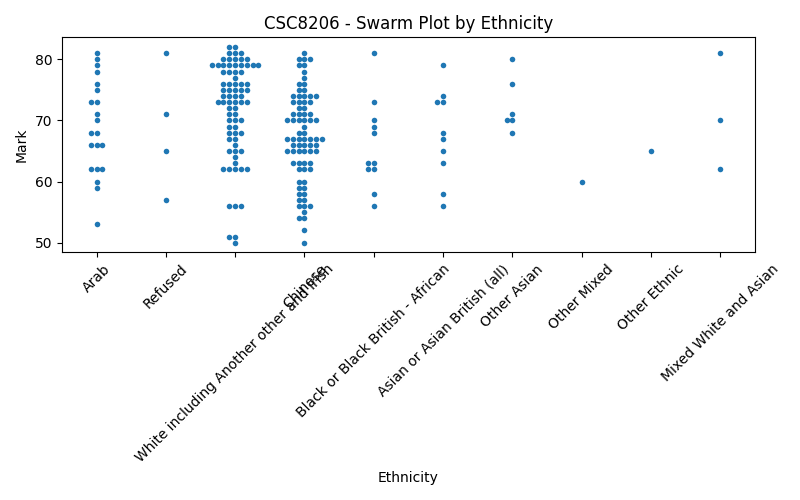 CSC8206 - Swarm Plot by Ethnicity
Mark
80
70
60
50
Arab
Refused
White including Another other and Irish
Chinese
Black or Black British - African
Asian or Asian British (all)
Other Asian
Other Mixed
Other Ethnic
Mixed White and Asian
Ethnicity